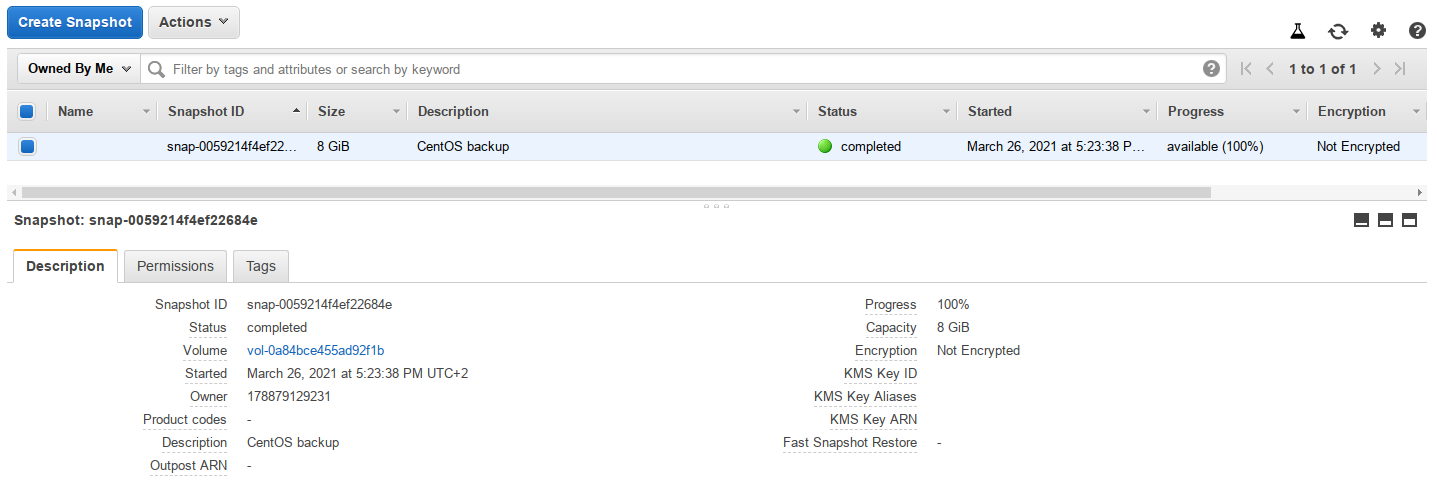 Create Snapshot Actions
Owned By Me Filter by tags and attributes or search by keyword 1 to 1 of 1
Name Snapshot ID Size Description Status Started Progress Encryption
snap-0059214f4ef22... 8 GiB CentOS backup completed March 26, 2021 at 5:23:38 P... available (100%) Not Encrypted
Snapshot: snap-0059214f4ef22684e
Description Permissions Tags
Snapshot ID snap-0059214f4ef22684e Progress 100%
Status completed Capacity 8 GiB
Volume vol-0a84bce455ad92f1b Encryption Not Encrypted
Started March 26, 2021 at 5:23:38 PM UTC+2 KMS Key ID
Owner 178879129231 KMS Key Aliases
Product codes - KMS Key ARN
Description CentOS backup Fast Snapshot Restore -
Outpost ARN -